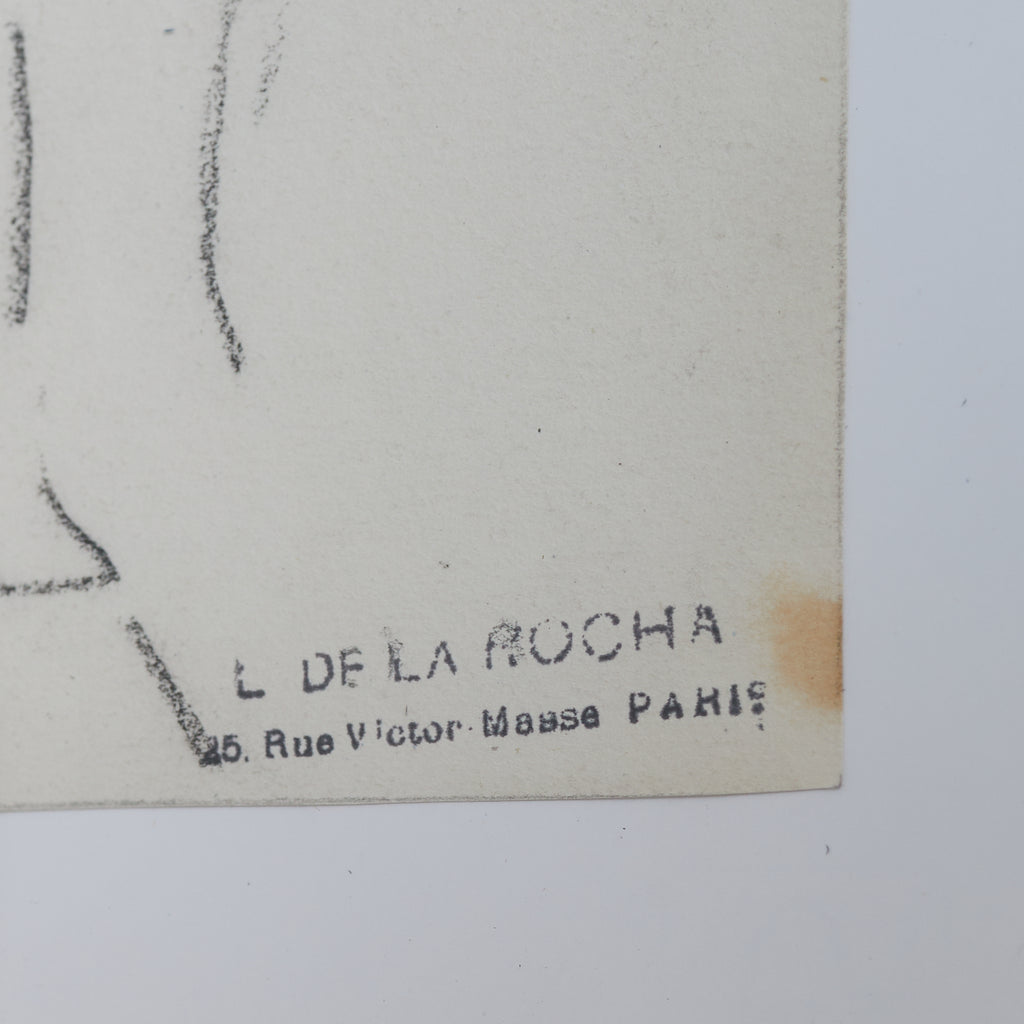 L DE LA ROCHA
25. Rue Victor Masse PARIS